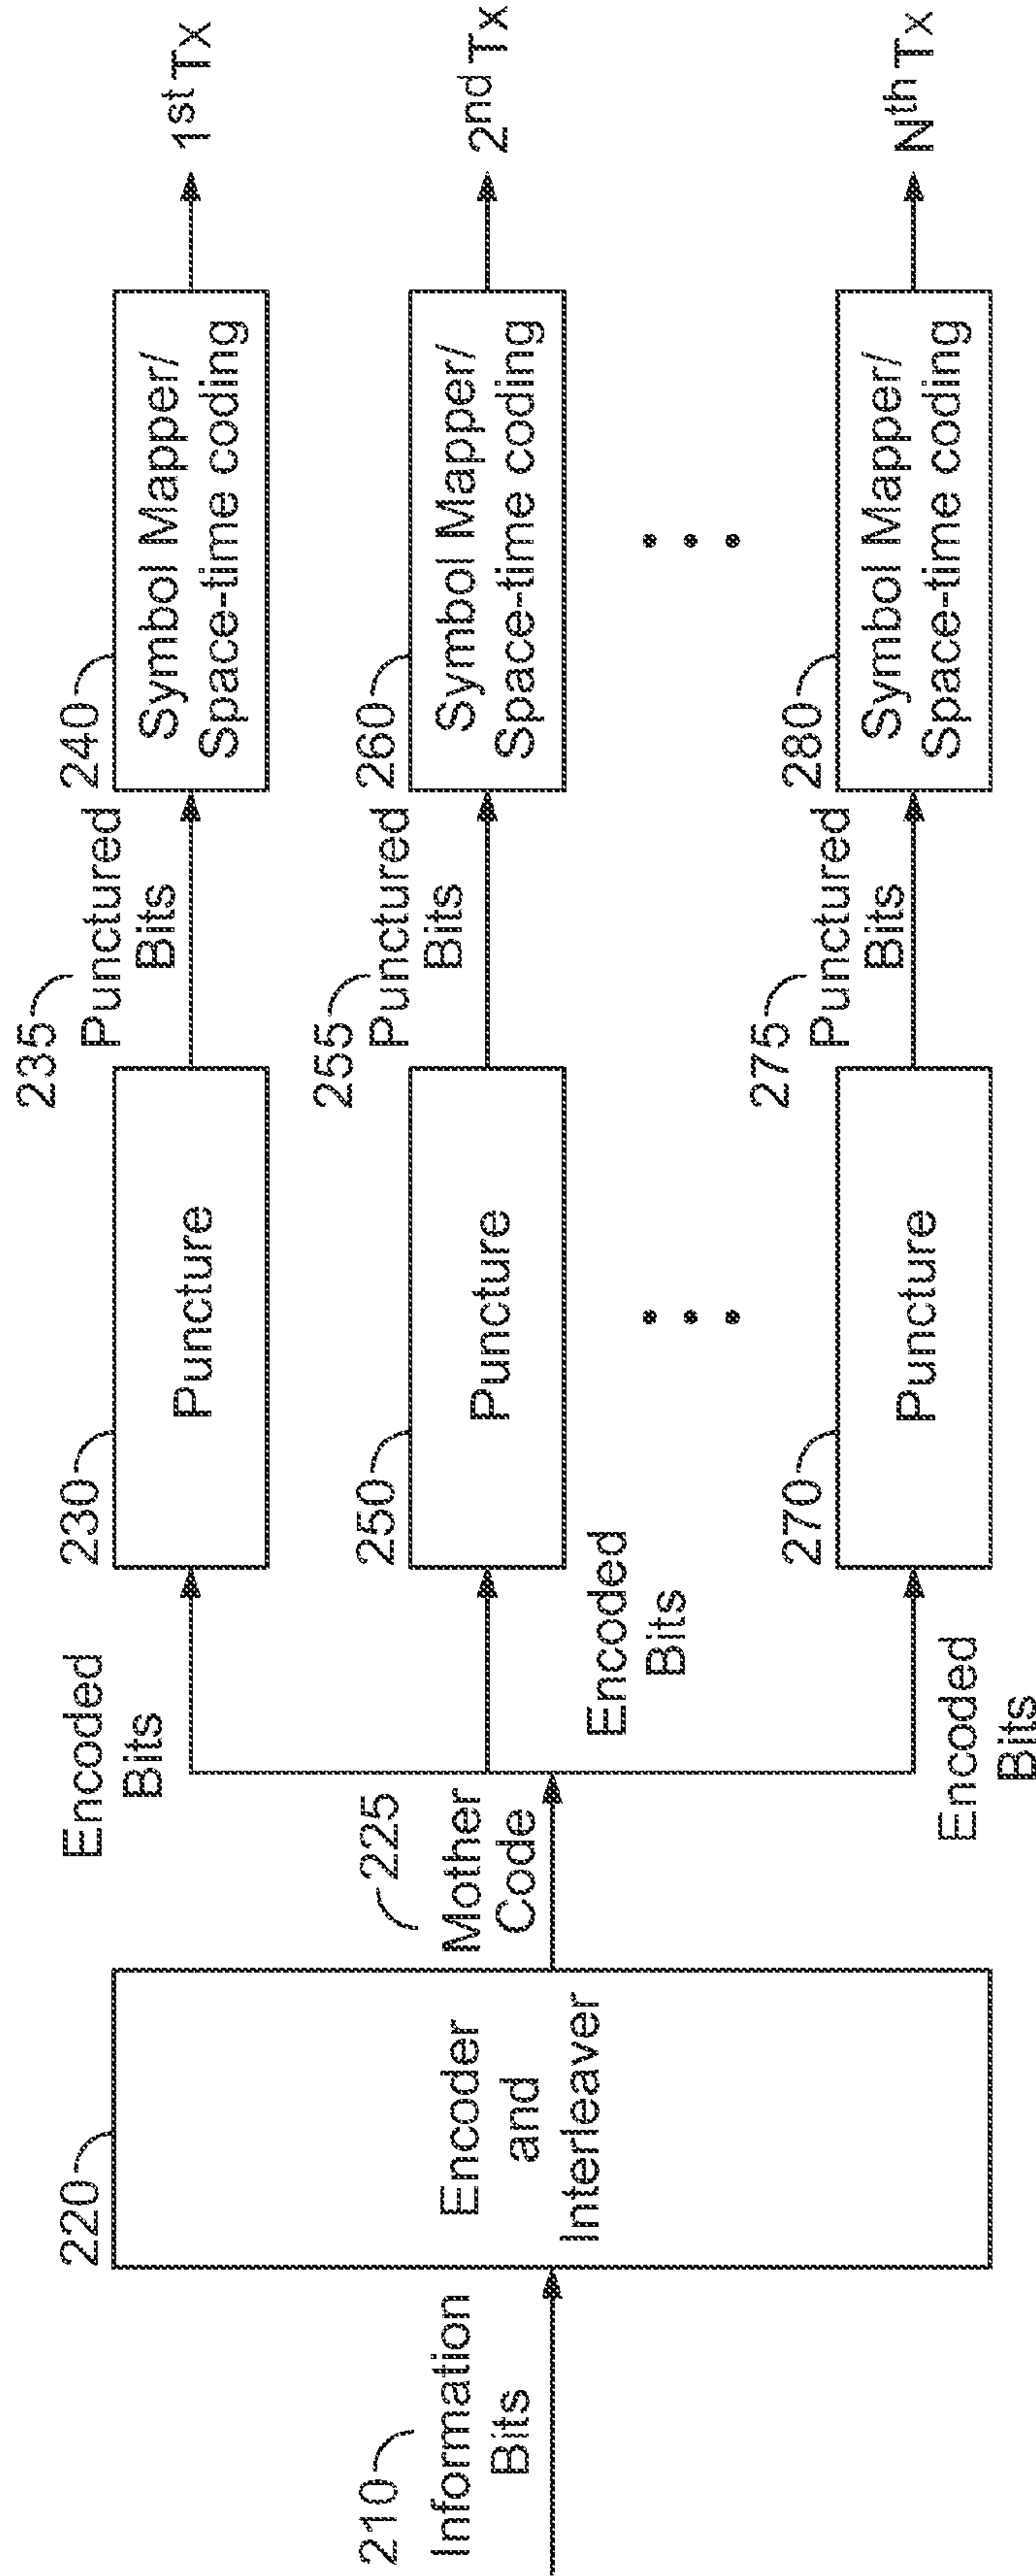 210
Information
Bits
220
Encoder
and
Interleaver
225
Mother
Code
Encoded
Bits
230
Puncture
235
Punctured
Bits
240
Symbol Mapper/
Space-time coding
1st Tx
250
Puncture
255
Punctured
Bits
260
Symbol Mapper/
Space-time coding
2nd Tx
Encoded
Bits
Encoded
Bits
270
Puncture
275
Punctured
Bits
280
Symbol Mapper/
Space-time coding
Nth Tx